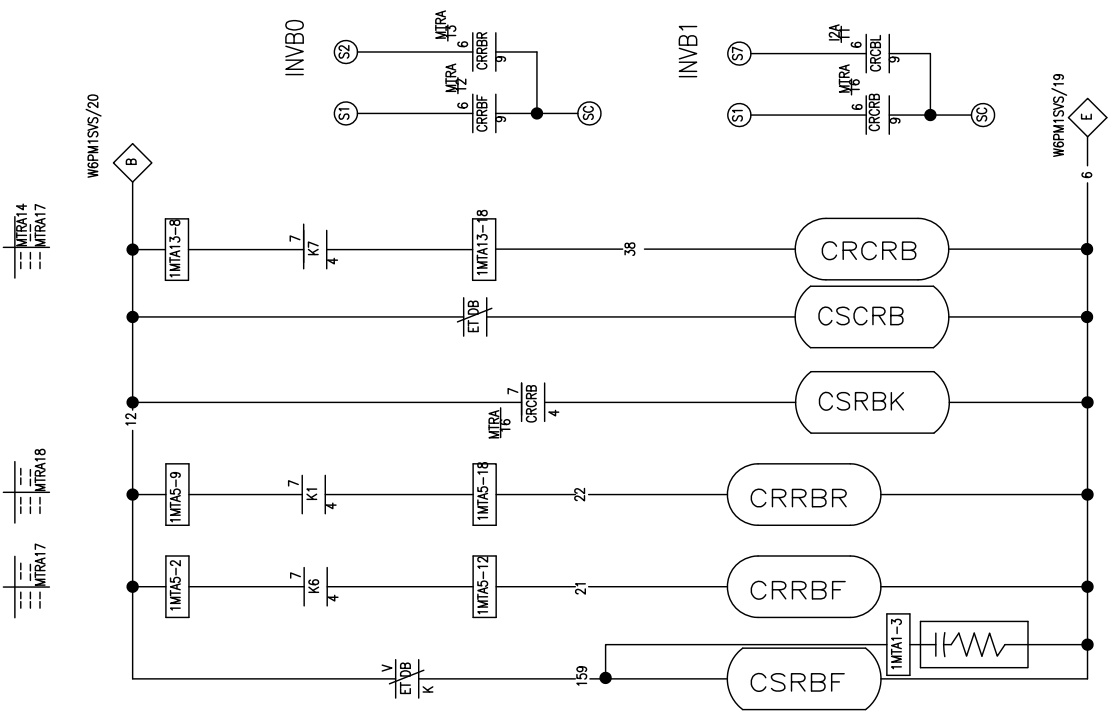 MTRA14
MTRA17
MTRA18
MTRA17
W6PM1SVS/20
B
12
INVB0
S2
6
MTRA
T3
CRRBR
9
S1
6
MTRA
T2
CRRBF
9
SC
INVB1
S7
6
I2A
T1
CRCBL
9
S1
6
MTRA
T6
CRCRB
9
SC
W6PM1SVS/19
E
6
1MTA13-8
7
K7
4
1MTA13-18
38
CRCRB
ET DB
CSCRB
MTRA
T6
7
CRCRB
4
CSRBK
1MTA5-9
7
K1
4
1MTA5-18
22
CRRBR
1MTA5-2
7
K6
4
1MTA5-12
21
CRRBF
1MTA1-3
V
ET DB
K
159
CSRBF